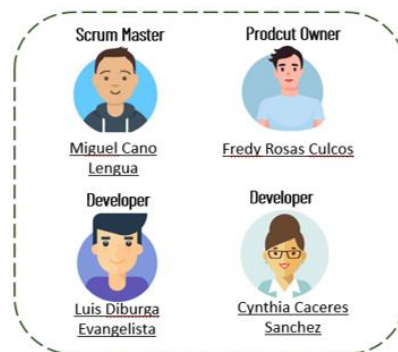 Scrum Master
Prodcut Owner
Miguel Cano
Lengua
Fredy Rosas Culcos
Developer
Developer
Luis Diburga
Evangelista
Cynthia Caceres
Sanchez